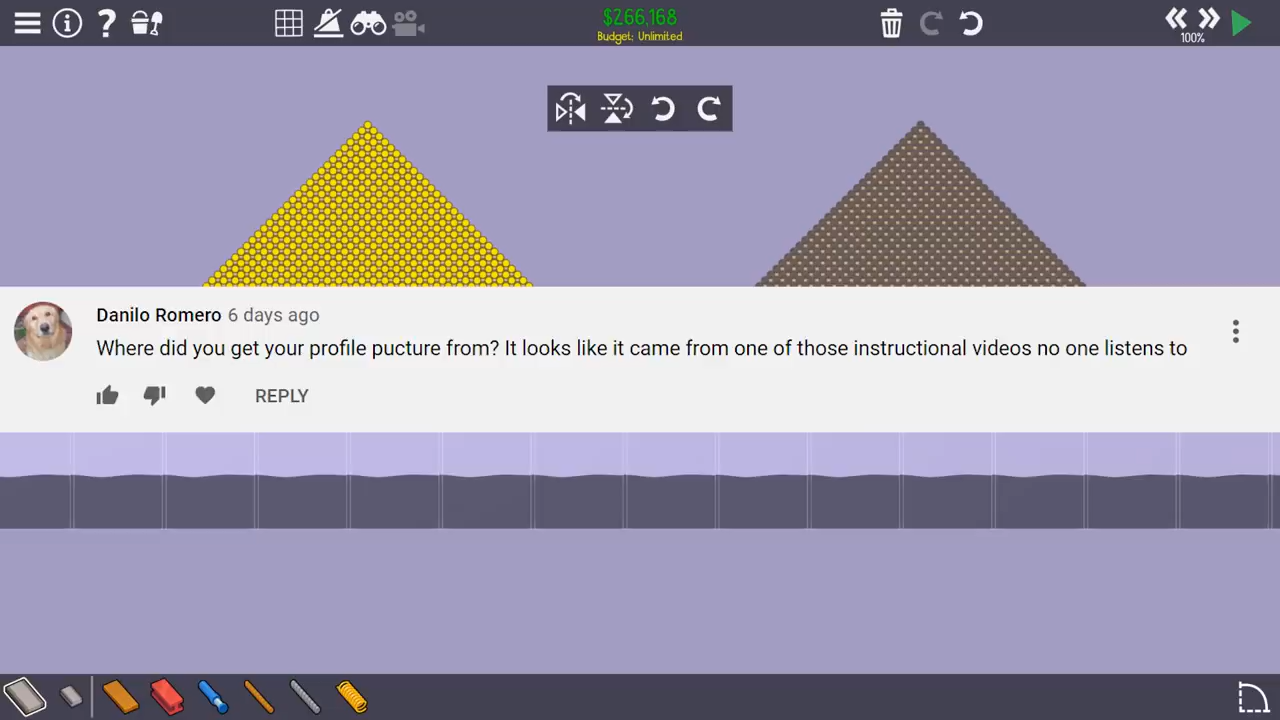 $266,168
Budget: Unlimited
100%
Danilo Romero 6 days ago
Where did you get your profile pucture from? It looks like it came from one of those instructional videos no one listens to
REPLY